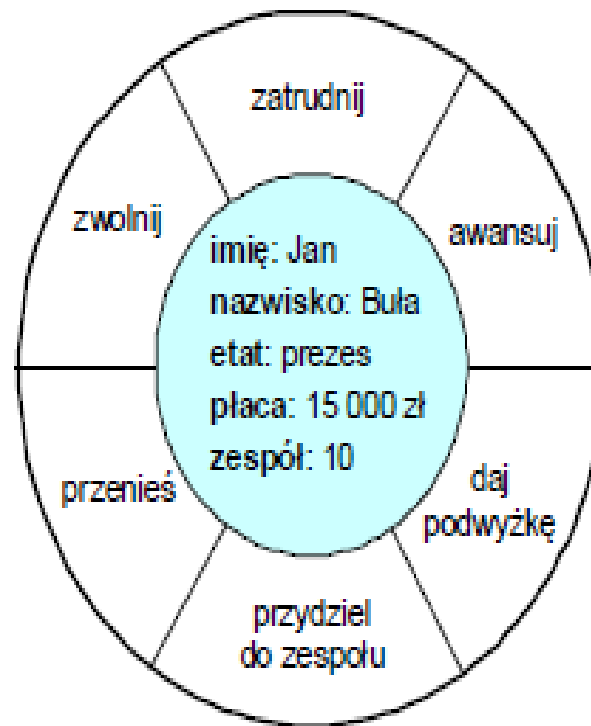 zatrudnij
zwolnij
awansuj
imię: Jan
nazwisko: Buła
etat: prezes
płaca: 15 000 zł
zespół: 10
przenieś
daj
podwyżkę
przydziel
do zespołu